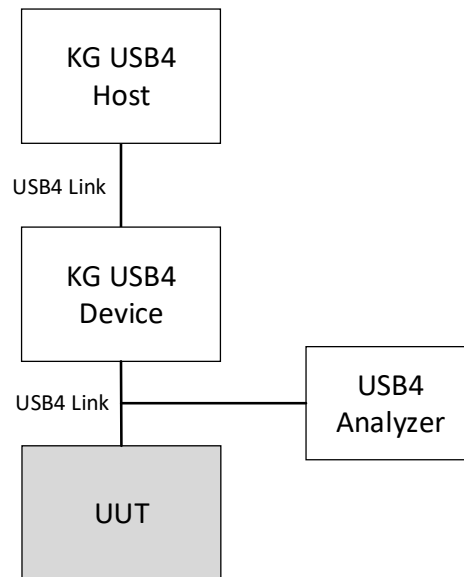 KG USB4
Host
USB4 Link
KG USB4
Device
USB4 Link
USB4
Analyzer
UUT